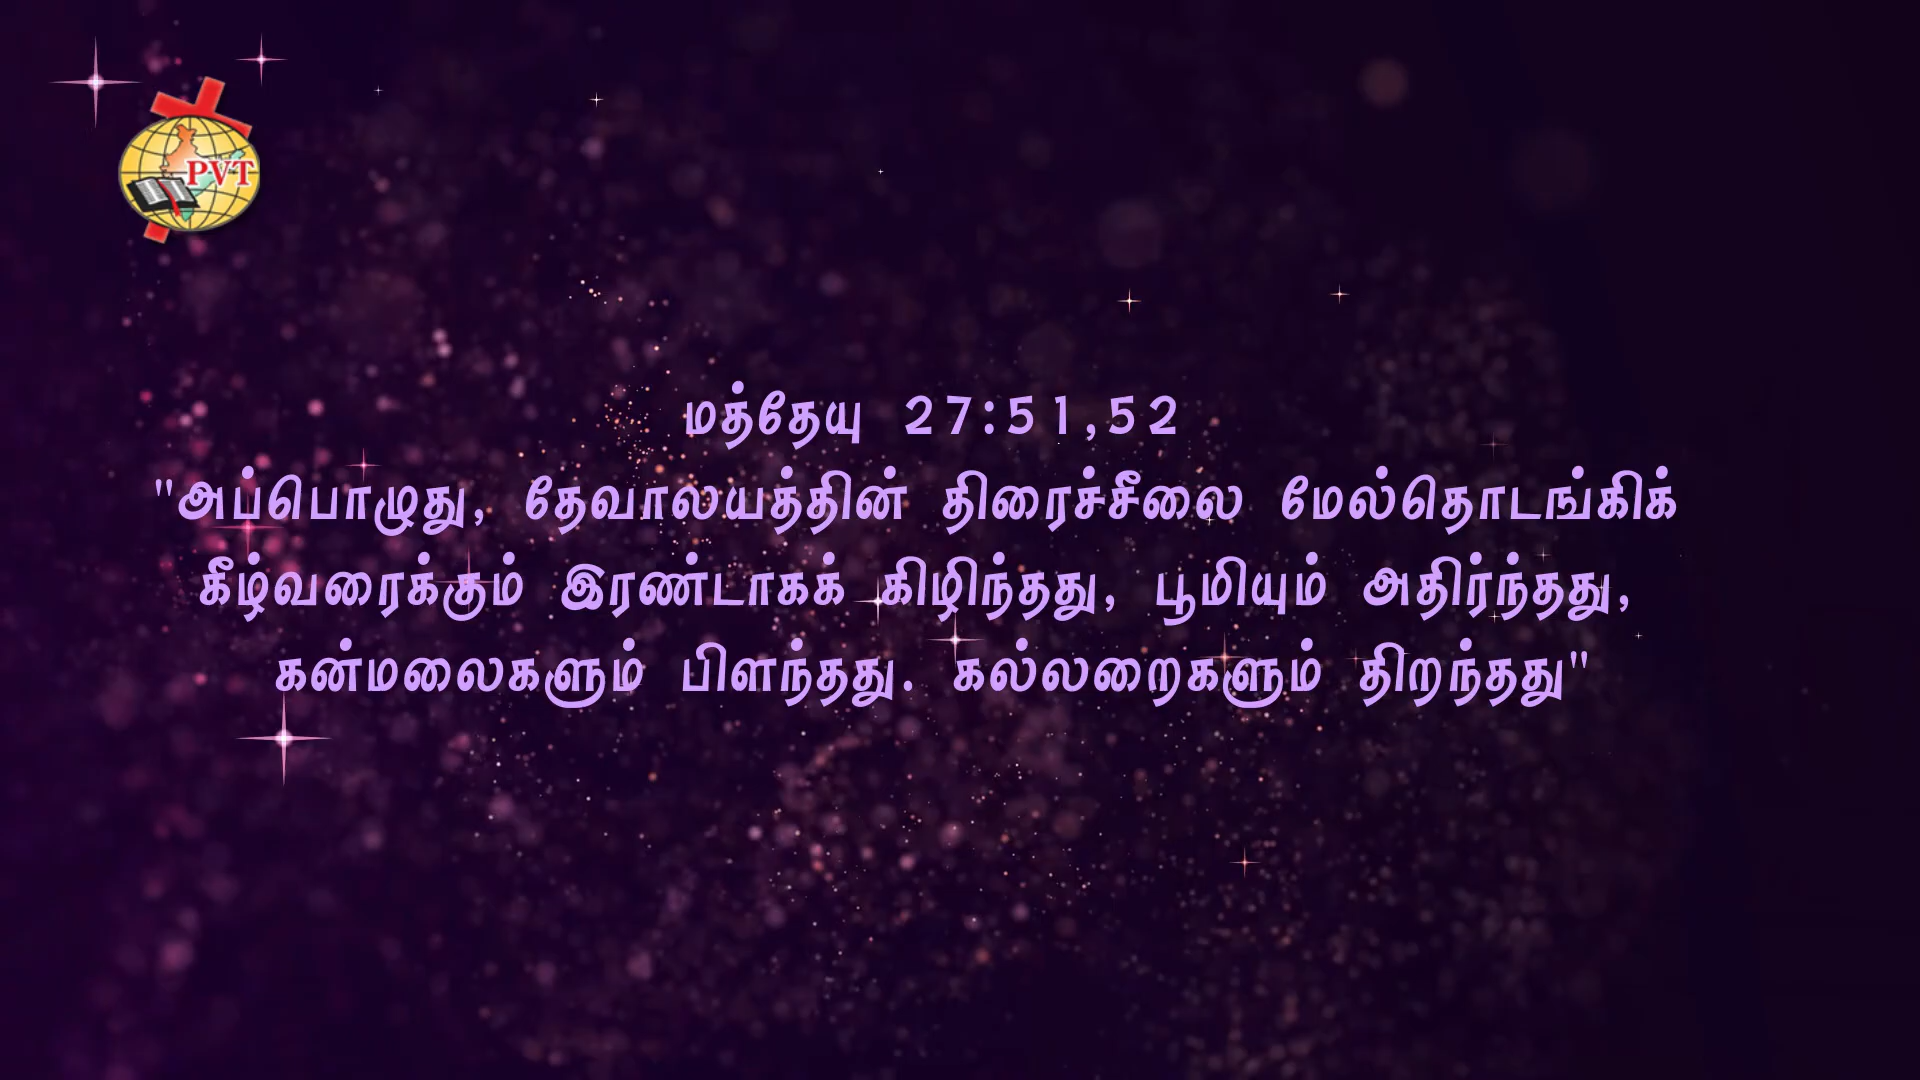 PVT
மத்தேயு 27:51,52
"அப்பொழுது, தேவாலயத்தின் திரைச்சீலை மேல்தொடங்கிக்
கீழ்வரைக்கும் இரண்டாகக் கிழிந்தது, பூமியும் அதிர்ந்தது,
கன்மலைகளும் பிளந்தது. கல்லறைகளும் திறந்தது"